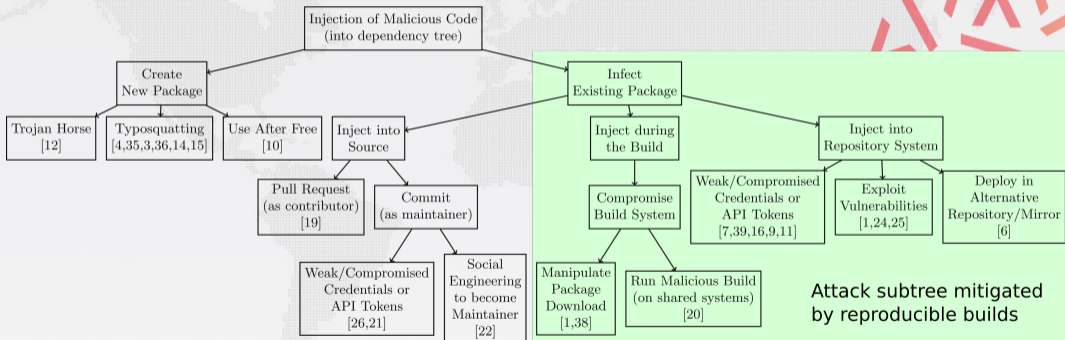 Injection of Malicious Code
(into dependency tree)
Create
New Package
Infect
Existing Package
Trojan Horse
[12]
Typosquatting
[4,35,3,36,14,15]
Use After Free
[10]
Inject into
Source
Inject during
the Build
Inject into
Repository System
Pull Request
(as contributor)
[19]
Commit
(as maintainer)
Compromise
Build System
Weak/Compromised
Credentials or
API Tokens
[7,39,16,9,11]
Exploit
Vulnerabilities
[1,24,25]
Deploy in
Alternative
Repository/Mirror
[6]
Weak/Compromised
Credentials or
API Tokens
[26,21]
Social
Engineering
to become
Maintainer
[22]
Manipulate
Package
Download
[1,38]
Run Malicious Build
(on shared systems)
[20]
Attack subtree mitigated
by reproducible builds